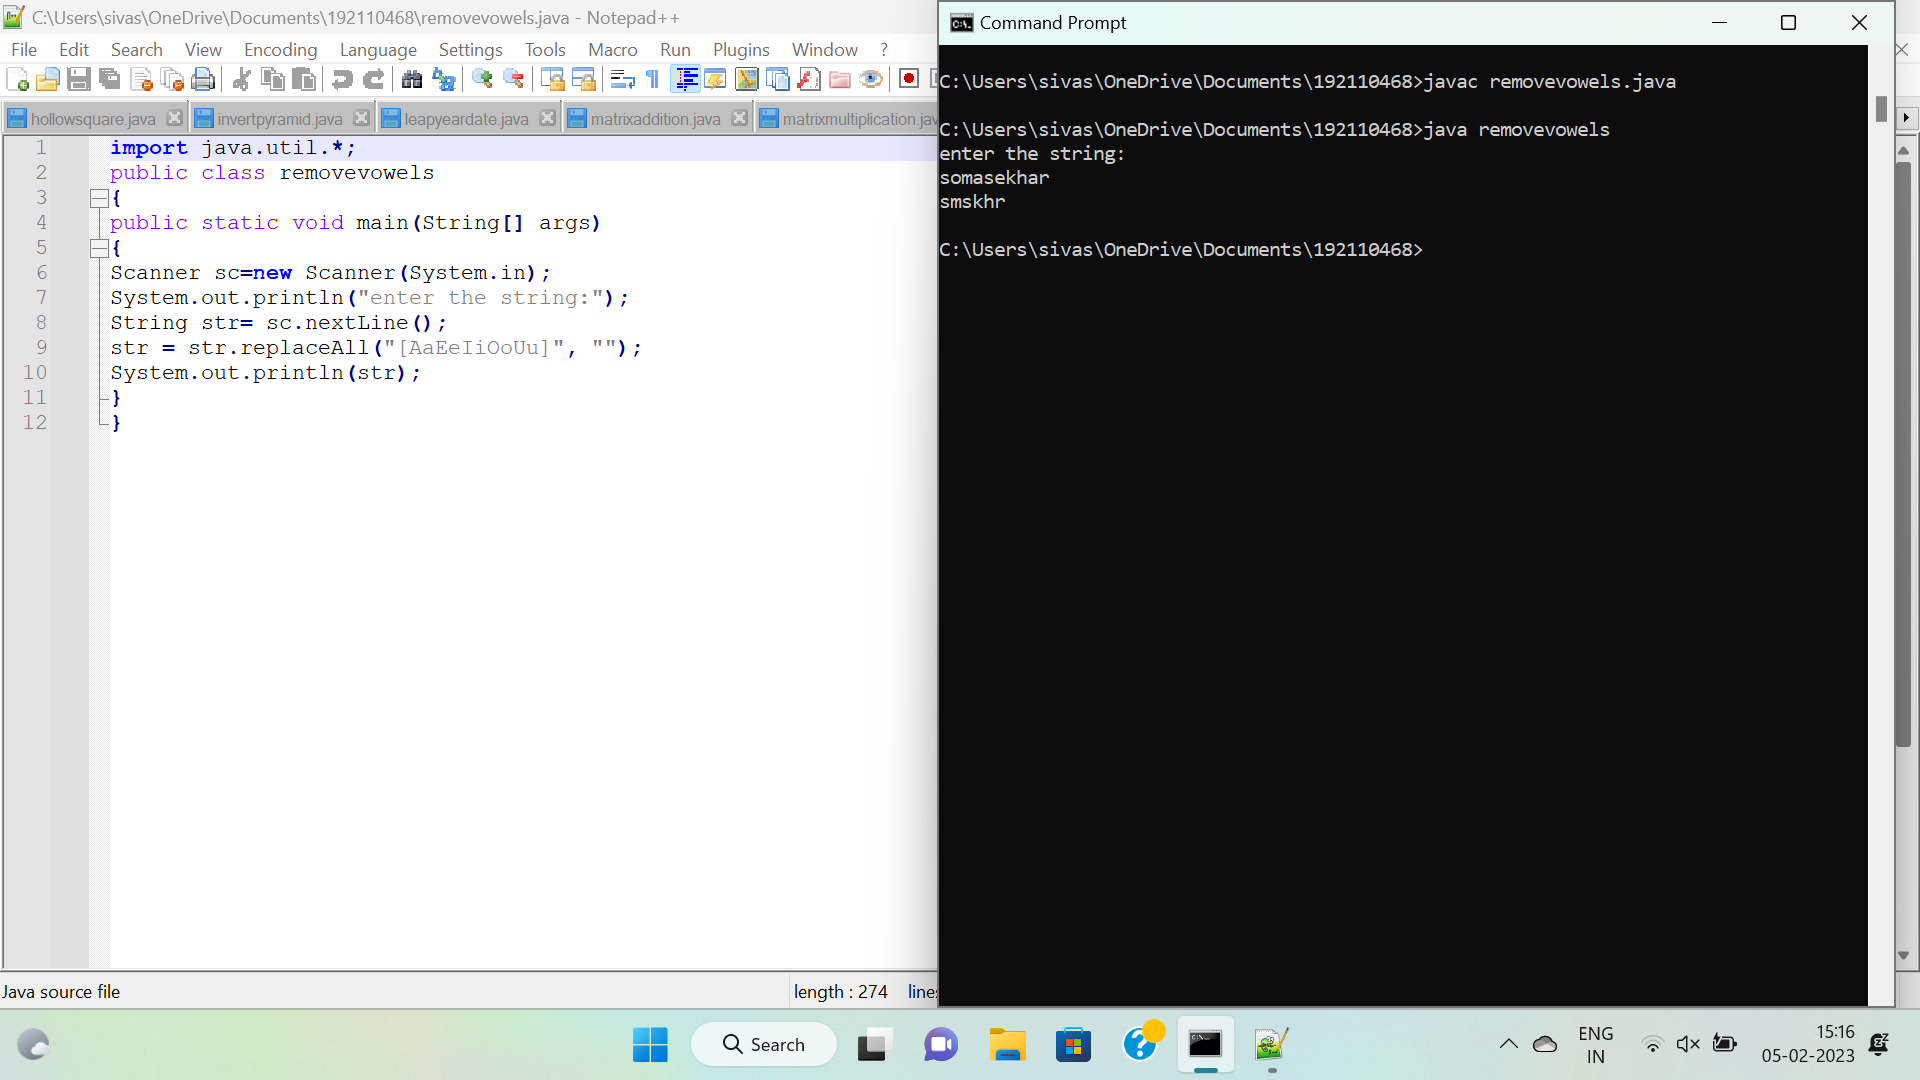 C:\Users\sivas\OneDrive\Documents\192110468\removevowels.java - Notepad++
File Edit Search View Encoding Language Settings Tools Macro Run Plugins Window ?
hollowsquare.java invertpyramid.java leapyeardate.java matrixaddition.java matrixmultiplication.jav
1 import java.util.*;
2 public class removevowels
3 {
4 public static void main(String[] args)
5 {
6 Scanner sc=new Scanner(System.in);
7 System.out.println("enter the string:");
8 String str= sc.nextLine();
9 str = str.replaceAll("[AaEeIiOoUu]", "");
10 System.out.println(str);
11 }
12 }
Java source file length : 274 lines
Command Prompt
C:\Users\sivas\OneDrive\Documents\192110468>javac removevowels.java
C:\Users\sivas\OneDrive\Documents\192110468>java removevowels
enter the string:
somasekhar
smskhr
C:\Users\sivas\OneDrive\Documents\192110468>
Search
ENG
IN
15:16
05-02-2023